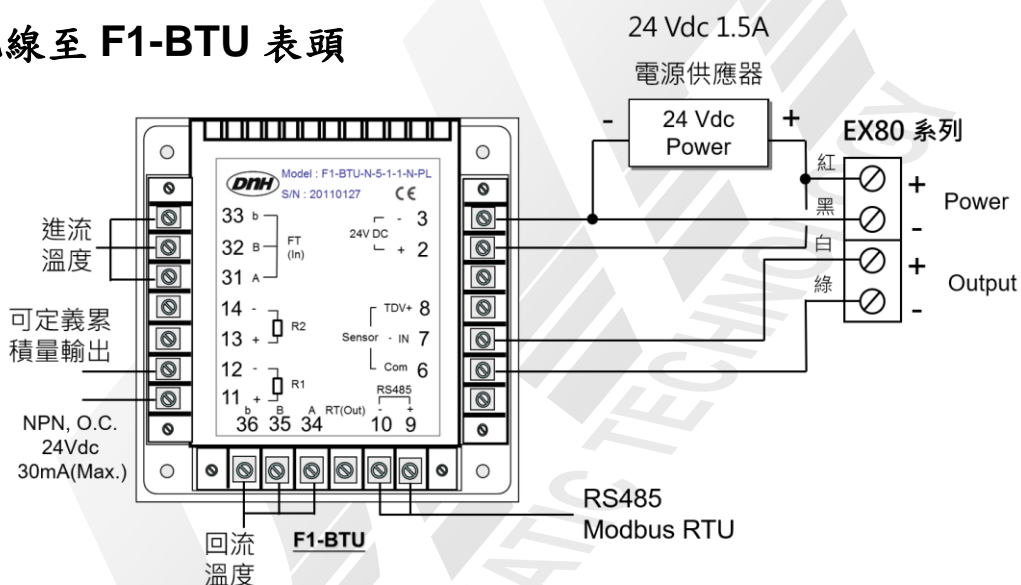 線至 F1-BTU 表頭
24 Vdc 1.5A
電源供應器
-
24 Vdc
Power
+
EX80 系列
紅
黑
白
綠
+
-
Power
+
-
Output
DNH
Model : F1-BTU-N-5-1-1-N-PL
S/N : 20110127
CE
33 b
32 B
31 A
FT
(In)
24V DC
- 3
+ 2
14 -
13 +
R2
12 -
11 +
R1
TDV+ 8
Sensor - IN 7
Com 6
RS485
- +
10 9
b B A RT(Out)
36 35 34
進流
溫度
可定義累
積量輸出
NPN, O.C.
24Vdc
30mA(Max.)
回流
溫度
F1-BTU
RS485
Modbus RTU
ATIC TECHNOLOGY